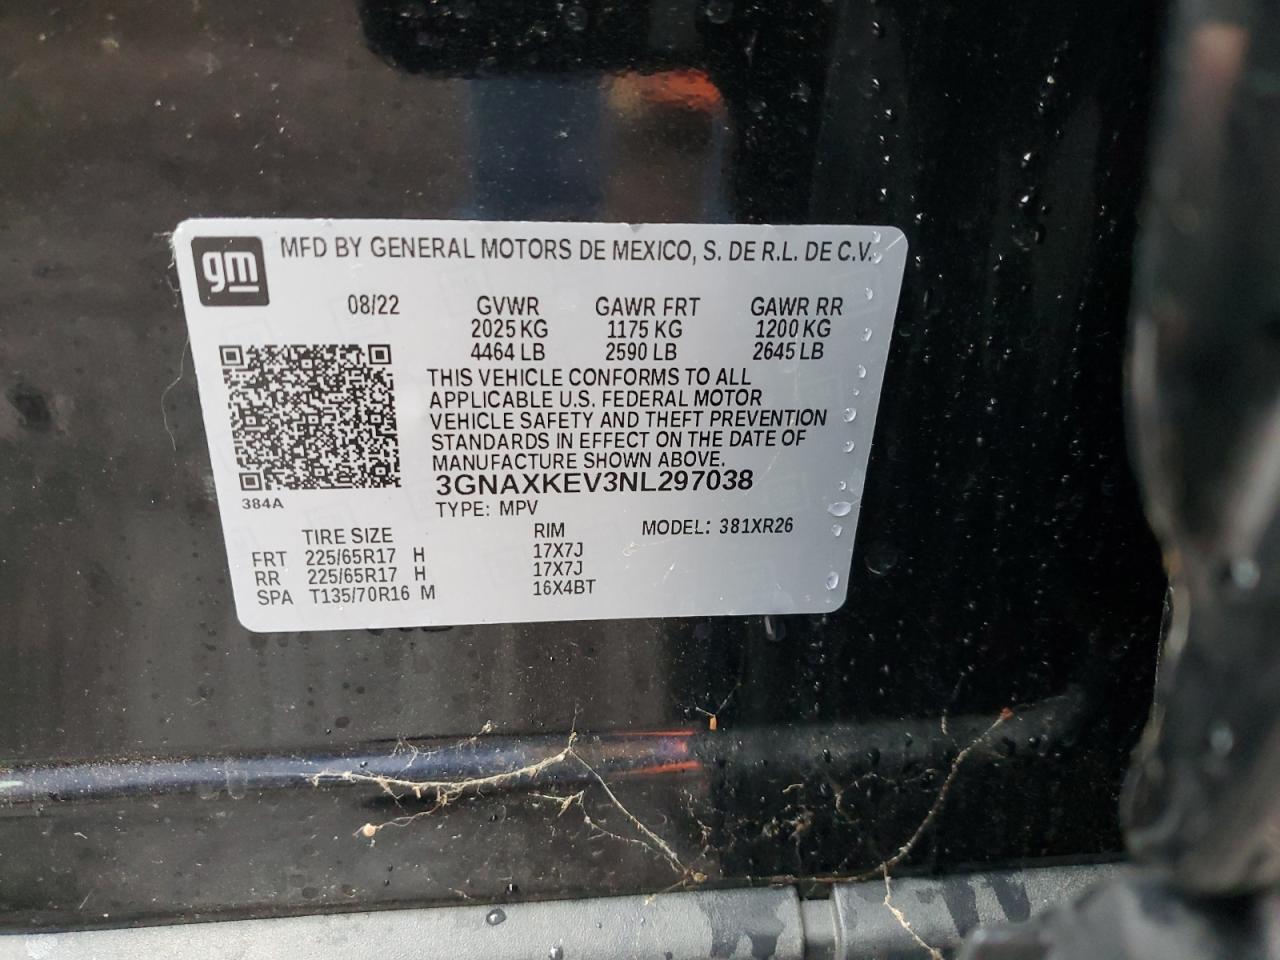 gm MFD BY GENERAL MOTORS DE MEXICO, S. DE R.L. DE C.V.
08/22 GVWR GAWR FRT GAWR RR
2025 KG 1175 KG 1200 KG
4464 LB 2590 LB 2645 LB
THIS VEHICLE CONFORMS TO ALL
APPLICABLE U.S. FEDERAL MOTOR
VEHICLE SAFETY AND THEFT PREVENTION
STANDARDS IN EFFECT ON THE DATE OF
MANUFACTURE SHOWN ABOVE.
3GNAXKEV3NL297038
384A TYPE: MPV
TIRE SIZE RIM MODEL: 381XR26
FRT 225/65R17 H 17X7J
RR 225/65R17 H 17X7J
SPA T135/70R16 M 16X4BT